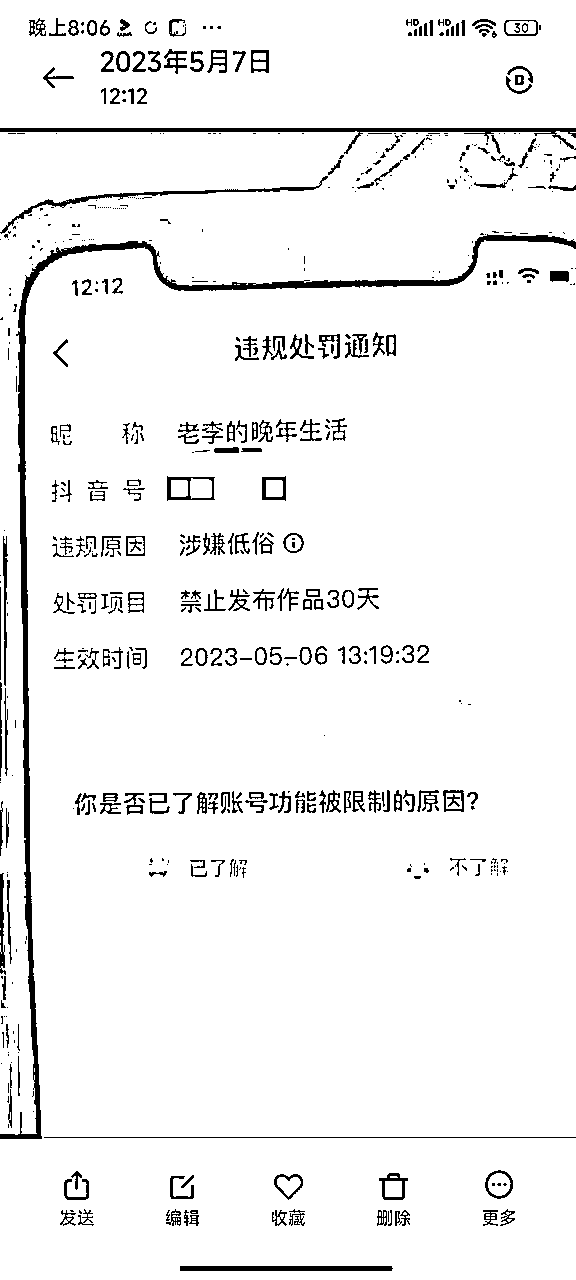 晚上8:06 30
2023年5月7日
12:12
12:12
违规处罚通知
昵称 老李的晚年生活
抖音号
违规原因 涉嫌低俗
处罚项目 禁止发布作品30天
生效时间 2023-05-06 13:19:32
你是否已了解账号功能被限制的原因?
已了解 不了解
发送 编辑 收藏 删除 更多